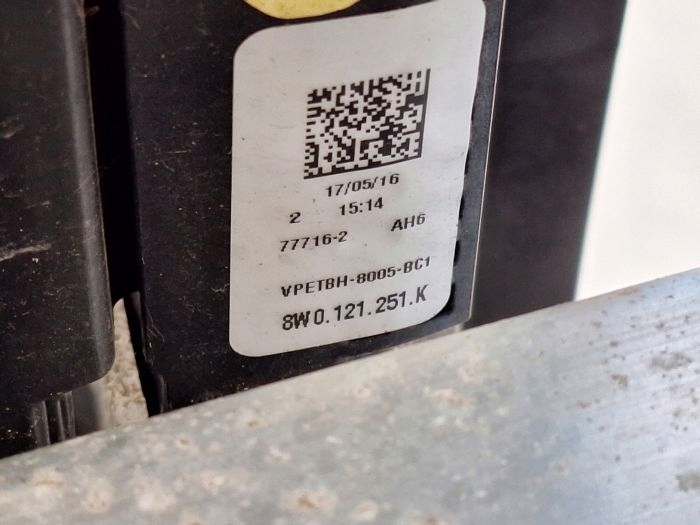 17/05/16
2 15:14
77716-2 AH6
VPETBH-8005-BC1
8W0.121.251.K